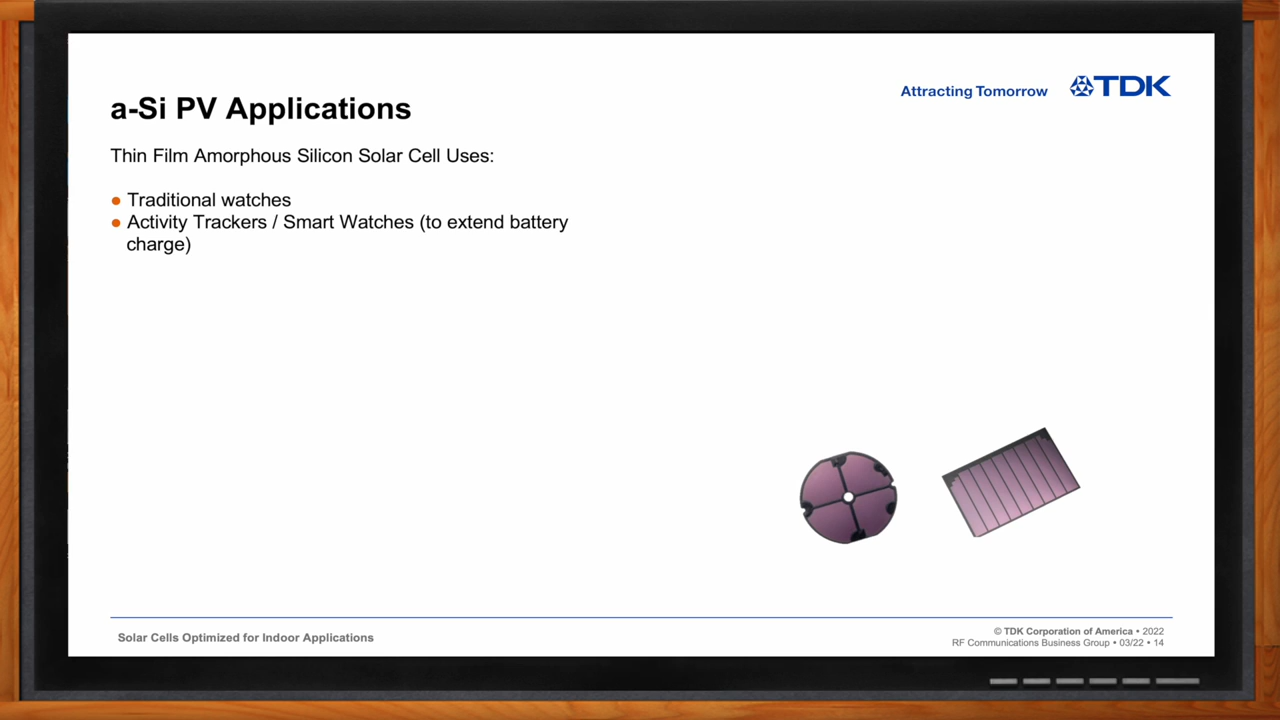 Attracting Tomorrow
TDK
a-Si PV Applications
Thin Film Amorphous Silicon Solar Cell Uses:
● Traditional watches
● Activity Trackers / Smart Watches (to extend battery
charge)
Solar Cells Optimized for Indoor Applications
© TDK Corporation of America • 2022
RF Communications Business Group • 03/22 • 14